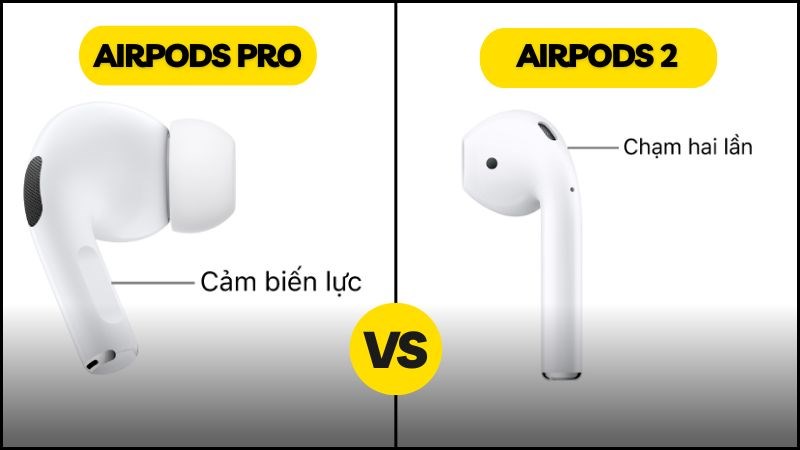 AIRPODS PRO
AIRPODS 2
Chạm hai lần
Cảm biến lực
VS